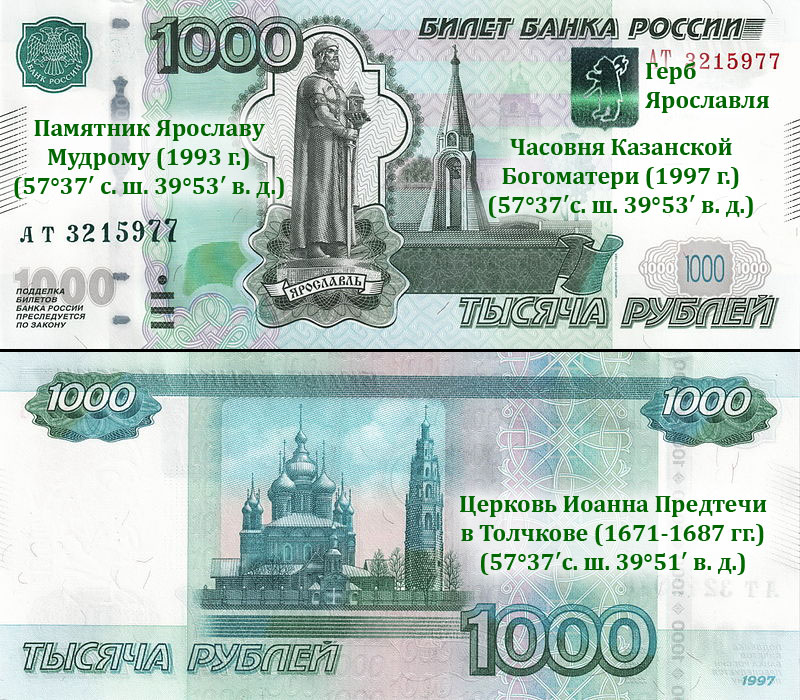 1000
БИЛЕТ БАНКА РОССИИ
БАНК РОССИИ
АТ 3215977
Герб
Ярославля
Памятник Ярославу
Мудрому (1993 г.)
(57°37′ с. ш. 39°53′ в. д.)
Часовня Казанской
Богоматери (1997 г.)
(57°37′с. ш. 39°53′ в. д.)
АТ 3215977
1000
ПОДДЕЛКА
БИЛЕТОВ
БАНКА РОССИИ
ПРЕСЛЕДУЕТСЯ
ПО ЗАКОНУ
ЯРОСЛАВЛЬ
1000 1000 1000
ТЫСЯЧА РУБЛЕЙ
1000
1000
Церковь Иоанна Предтечи
в Толчкове (1671-1687 гг.)
(57°37′с. ш. 39°51′ в. д.)
1000
ТЫСЯЧА РУБЛЕЙ
1997